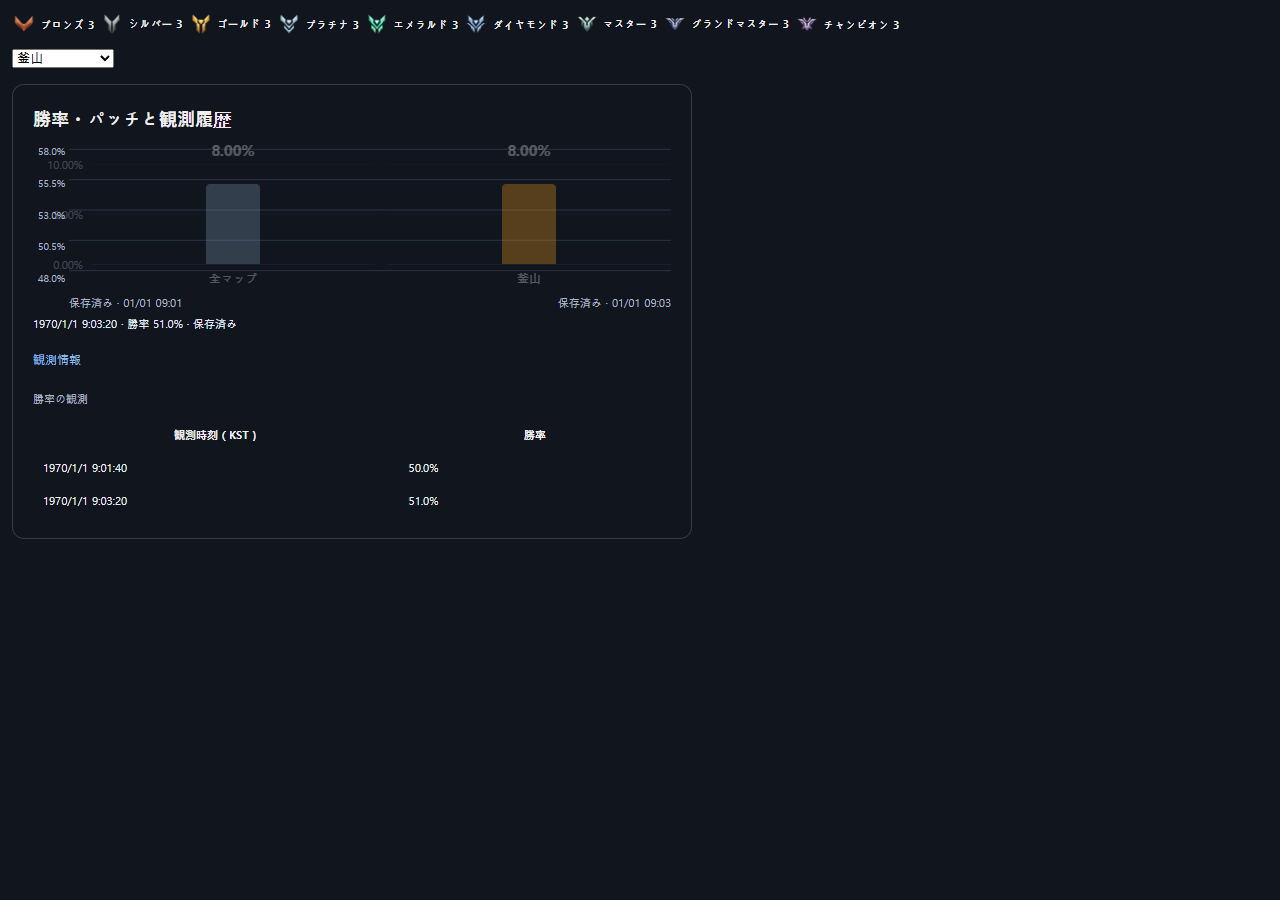 ブロンズ 3 シルバー 3 ゴールド 3 プラチナ 3 エメラルド 3 ダイヤモンド 3 マスター 3 グランドマスター 3 チャンピオン 3
釜山
勝率・パッチと観測履歴
8.00% 8.00%
58.0%
10.00%
55.5%
53.0%
50.5%
0.00%
48.0%
全マップ 釜山
保存済み · 01/01 09:01 保存済み · 01/01 09:03
1970/1/1 9:03:20 · 勝率 51.0% · 保存済み
観測情報
勝率の観測
観測時刻 ( KST ) 勝率
1970/1/1 9:01:40 50.0%
1970/1/1 9:03:20 51.0%